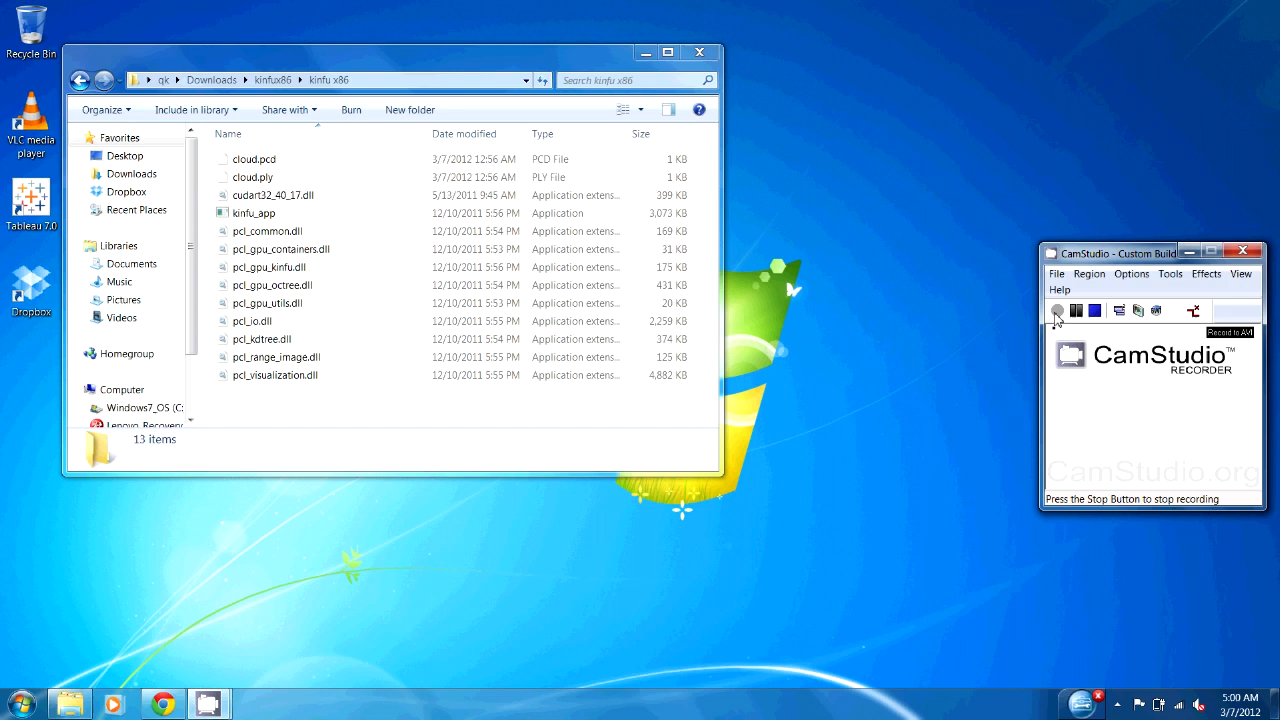 Recycle Bin
VLC media
player
Tableau 7.0
Dropbox
qk Downloads kinfux86 kinfu x86
Search kinfu x86
Organize Include in library Share with Burn New folder
Favorites
Desktop
Downloads
Dropbox
Recent Places
Libraries
Documents
Music
Pictures
Videos
Homegroup
Computer
Windows7_OS (C:
Lenovo_Recovery
Name Date modified Type Size
cloud.pcd 3/7/2012 12:56 AM PCD File 1 KB
cloud.ply 3/7/2012 12:56 AM PLY File 1 KB
cudart32_40_17.dll 5/13/2011 9:45 AM Application extens... 399 KB
kinfu_app 12/10/2011 5:56 PM Application 3,073 KB
pcl_common.dll 12/10/2011 5:54 PM Application extens... 169 KB
pcl_gpu_containers.dll 12/10/2011 5:53 PM Application extens... 31 KB
pcl_gpu_kinfu.dll 12/10/2011 5:56 PM Application extens... 175 KB
pcl_gpu_octree.dll 12/10/2011 5:54 PM Application extens... 431 KB
pcl_gpu_utils.dll 12/10/2011 5:53 PM Application extens... 20 KB
pcl_io.dll 12/10/2011 5:54 PM Application extens... 2,259 KB
pcl_kdtree.dll 12/10/2011 5:54 PM Application extens... 374 KB
pcl_range_image.dll 12/10/2011 5:55 PM Application extens... 125 KB
pcl_visualization.dll 12/10/2011 5:55 PM Application extens... 4,882 KB
13 items
CamStudio - Custom Build
File Region Options Tools Effects View
Help
Record to AVI
CamStudio™
RECORDER
CamStudio.org
Press the Stop Button to stop recording
5:00 AM
3/7/2012